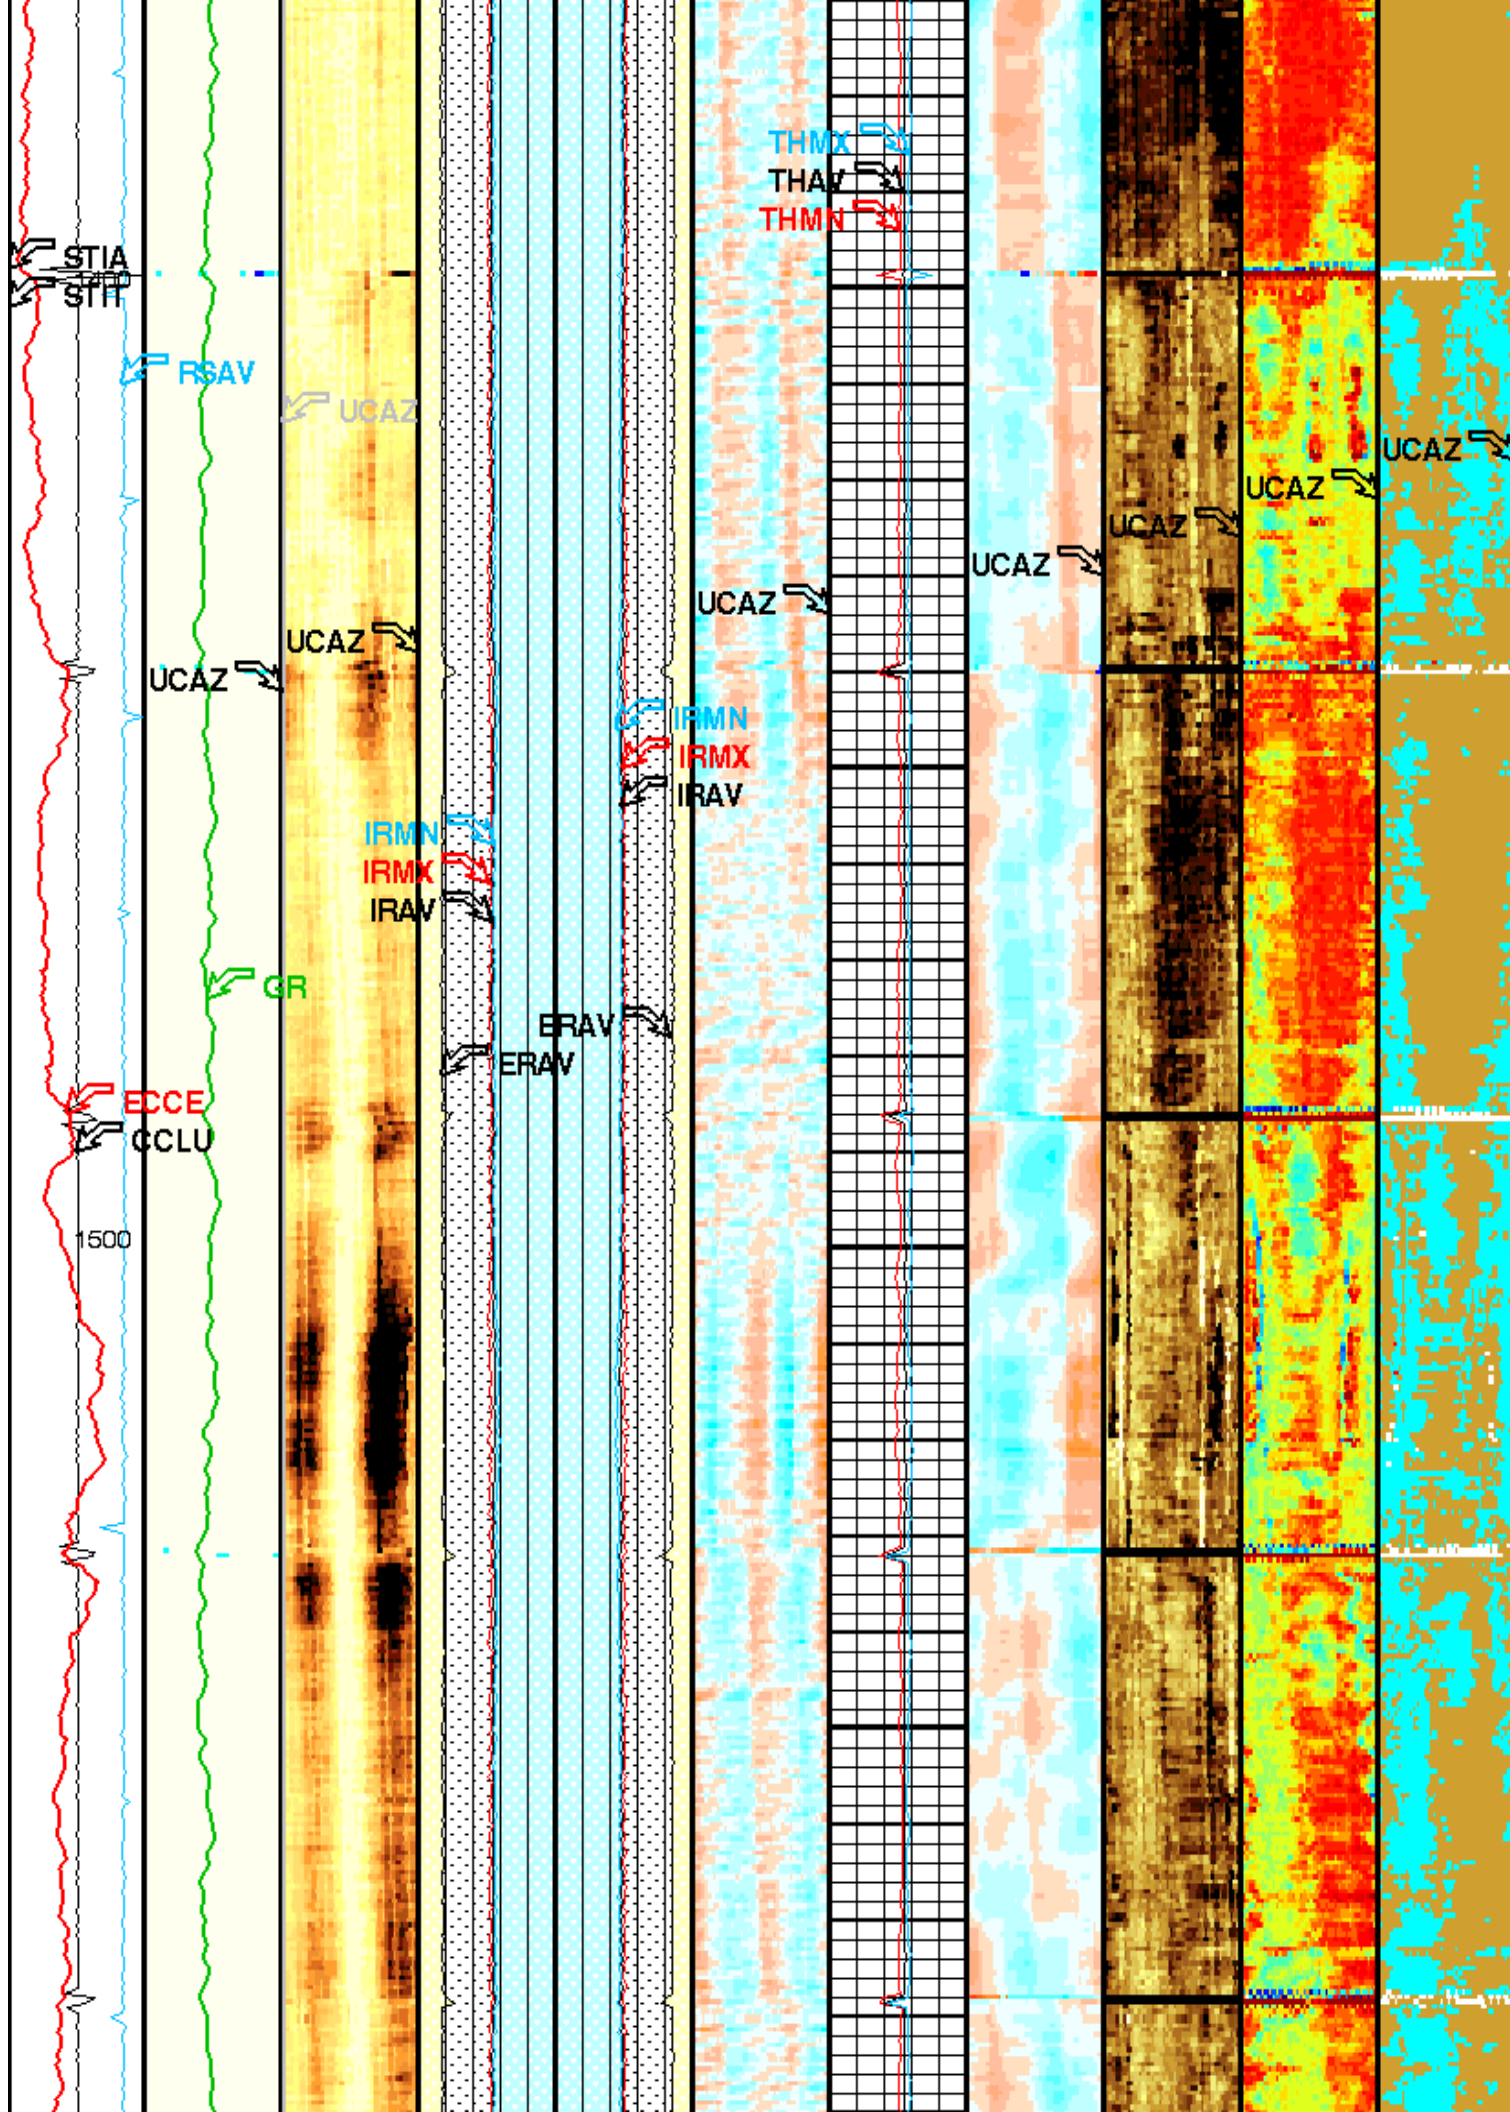 THMX
THAV
THMN
STIA
STIT
RSAV
UCAZ
UCAZ
UCAZ
UCAZ
UCAZ
UCAZ
UCAZ
UCAZ
IRMN
IRMX
IRAV
IRMN
IRMX
IRAV
GR
ERAV
ERAV
ECCE
CCLU
1500